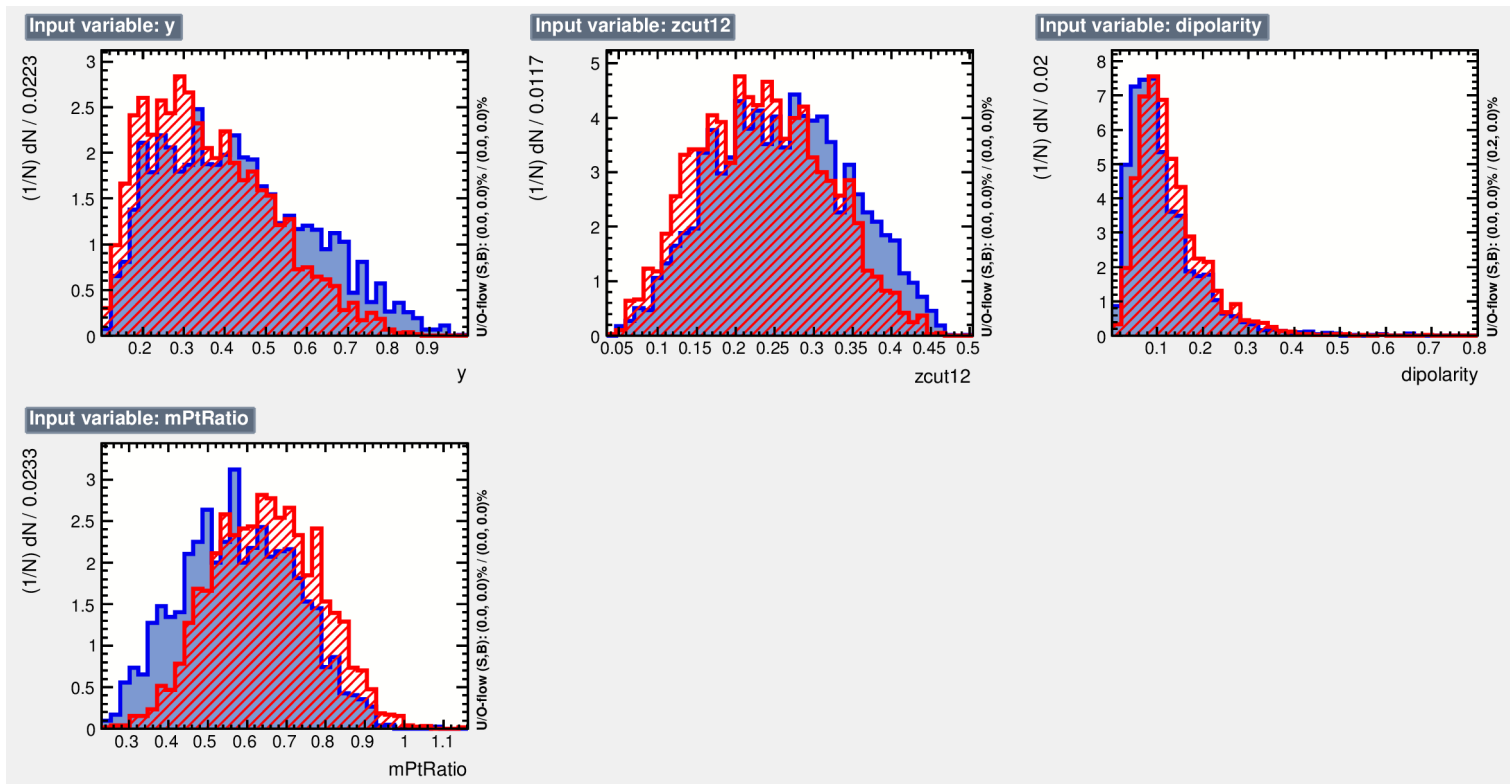 Input variable: y
(1/N) dN / 0.0223
3
2.5
2
1.5
1
0.5
0
0.2 0.3 0.4 0.5 0.6 0.7 0.8 0.9
y
U/O-flow (S,B): (0.0, 0.0)% / (0.0, 0.0)%
Input variable: zcut12
(1/N) dN / 0.0117
5
4
3
2
1
0
0.05 0.1 0.15 0.2 0.25 0.3 0.35 0.4 0.45 0.5
zcut12
U/O-flow (S,B): (0.0, 0.0)% / (0.0, 0.0)%
Input variable: dipolarity
(1/N) dN / 0.02
8
7
6
5
4
3
2
1
0
0.1 0.2 0.3 0.4 0.5 0.6 0.7 0.8
dipolarity
U/O-flow (S,B): (0.0, 0.0)% / (0.2, 0.0)%
Input variable: mPtRatio
(1/N) dN / 0.0233
3
2.5
2
1.5
1
0.5
0
0.3 0.4 0.5 0.6 0.7 0.8 0.9 1 1.1
mPtRatio
U/O-flow (S,B): (0.0, 0.0)% / (0.0, 0.0)%